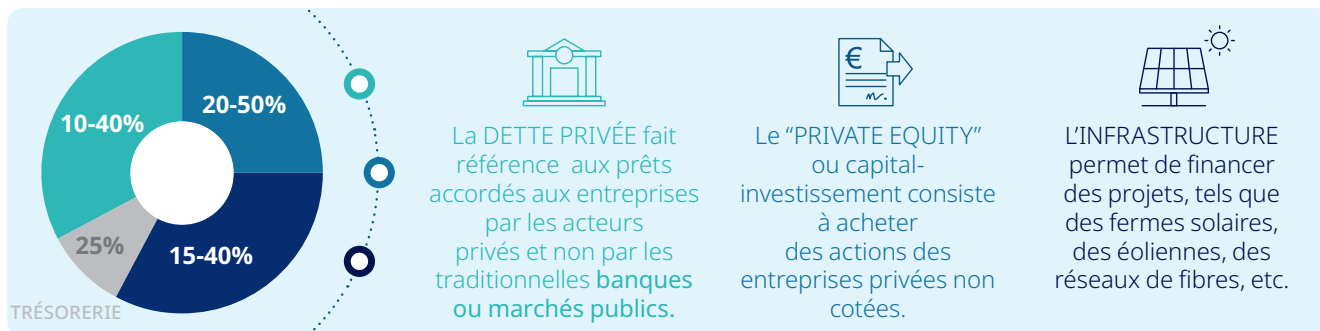 20-50%
10-40%
25%
15-40%
TRÉSORERIE
La DETTE PRIVÉE fait
référence aux prêts
accordés aux entreprises
par les acteurs
privés et non par les
traditionnelles banques
ou marchés publics.
€
Le “PRIVATE EQUITY”
ou capital-
investissement consiste
à acheter
des actions des
entreprises privées non
cotées.
L’INFRASTRUCTURE
permet de financer
des projets, tels que
des fermes solaires,
des éoliennes, des
réseaux de fibres, etc.